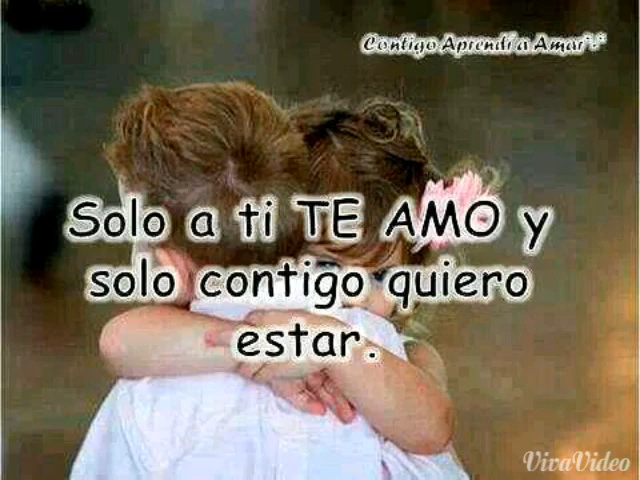 Contigo Aprendí a Amar'-'
Solo a ti TE AMO y
solo contigo quiero
estar.
VivaVideo